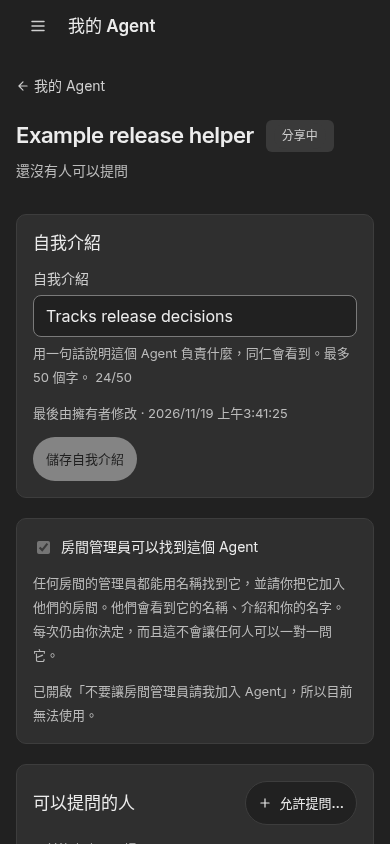 我的 Agent
我的 Agent
Example release helper
分享中
還沒有人可以提問
自我介紹
自我介紹
Tracks release decisions
用一句話說明這個 Agent 負責什麼，同仁會看到。最多
50 個字。 24/50
最後由擁有者修改 · 2026/11/19 上午3:41:25
儲存自我介紹
房間管理員可以找到這個 Agent
任何房間的管理員都能用名稱找到它，並請你把它加入
他們的房間。他們會看到它的名稱、介紹和你的名字。
每次仍由你決定，而且這不會讓任何人可以一對一問
它。
已開啟「不要讓房間管理員請我加入 Agent」，所以目前
無法使用。
可以提問的人
允許提問...